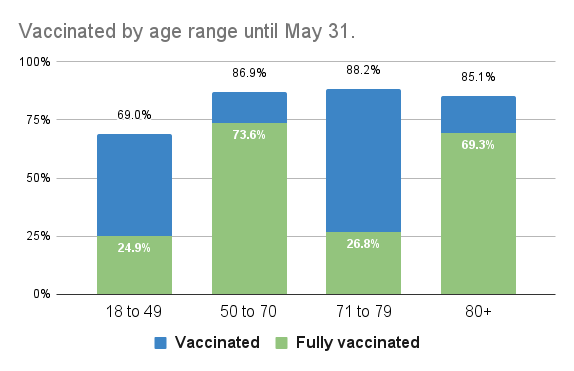 Vaccinated by age range until May 31.
100%
75%
50%
25%
0%
69.0%
86.9%
88.2%
85.1%
24.9%
73.6%
26.8%
69.3%
18 to 49
50 to 70
71 to 79
80+
Vaccinated
Fully vaccinated